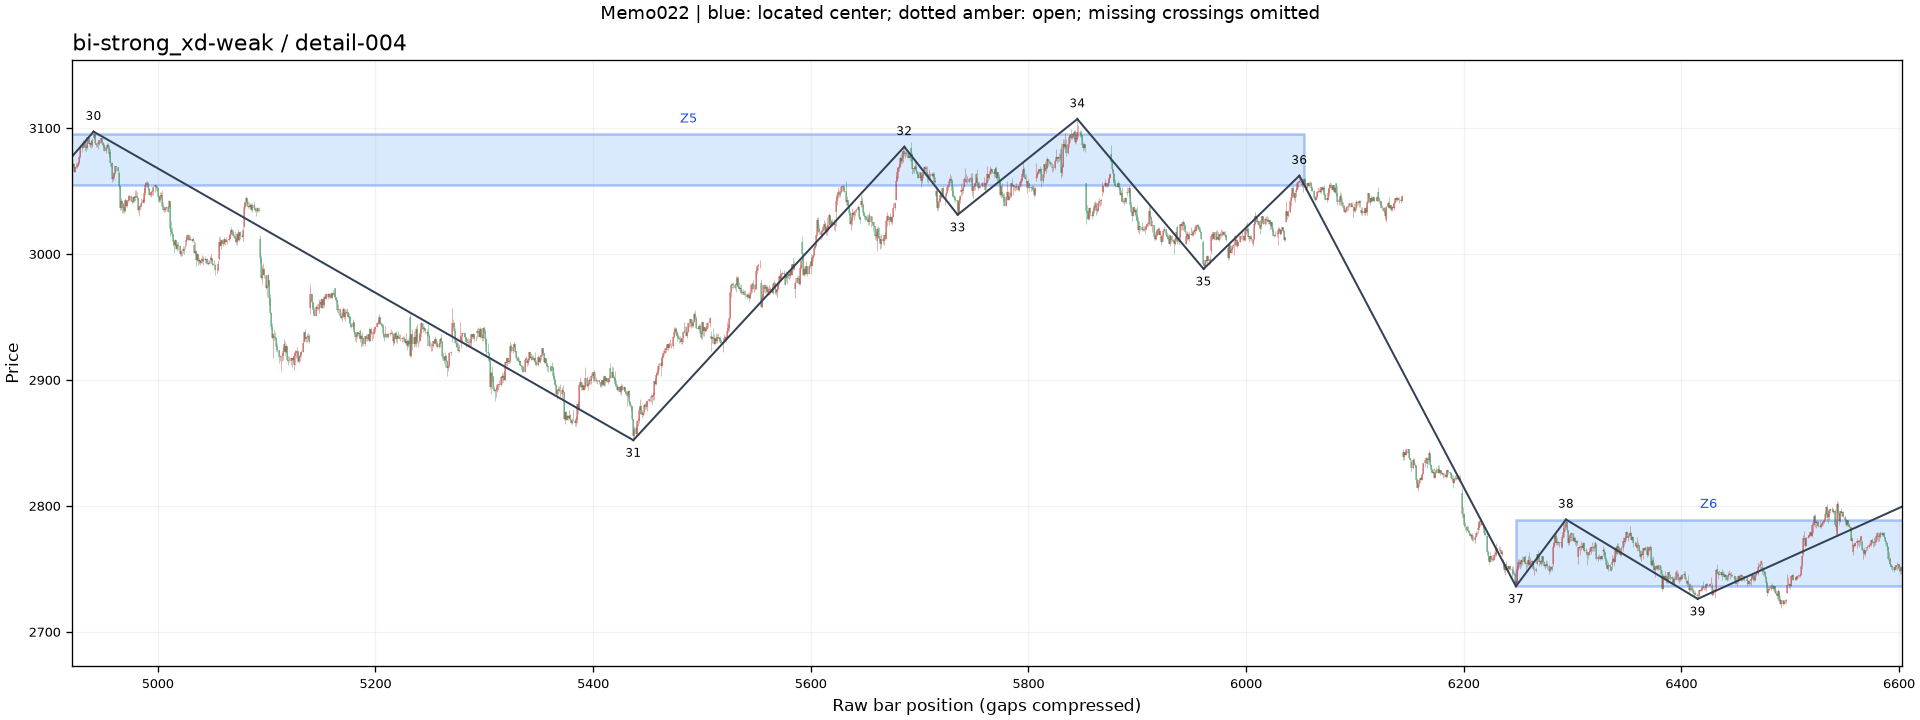 Memo022 | blue: located center; dotted amber: open; missing crossings omitted
bi-strong_xd-weak / detail-004
30
Z5
32
34
36
33
35
31
38
Z6
37
39
Price
3100
3000
2900
2800
2700
5000 5200 5400 5600 5800 6000 6200 6400 6600
Raw bar position (gaps compressed)